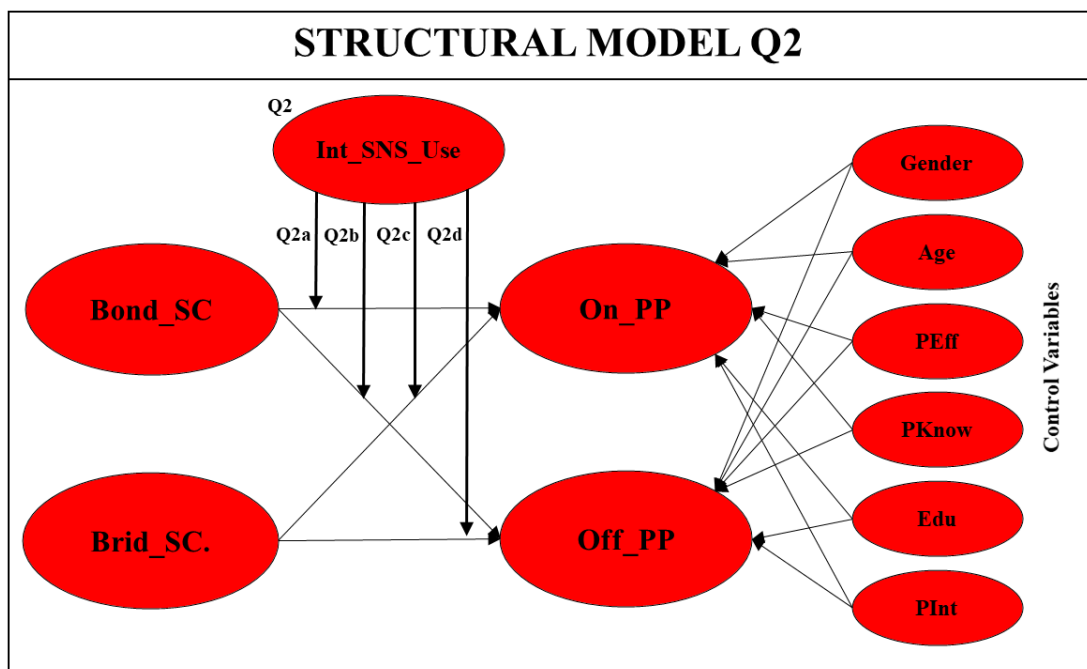 STRUCTURAL MODEL Q2
Q2
Int_SNS_Use
Q2a
Q2b
Q2c
Q2d
Bond_SC
On_PP
Brid_SC.
Off_PP
Gender
Age
PEff
PKnow
Edu
PInt
Control Variables